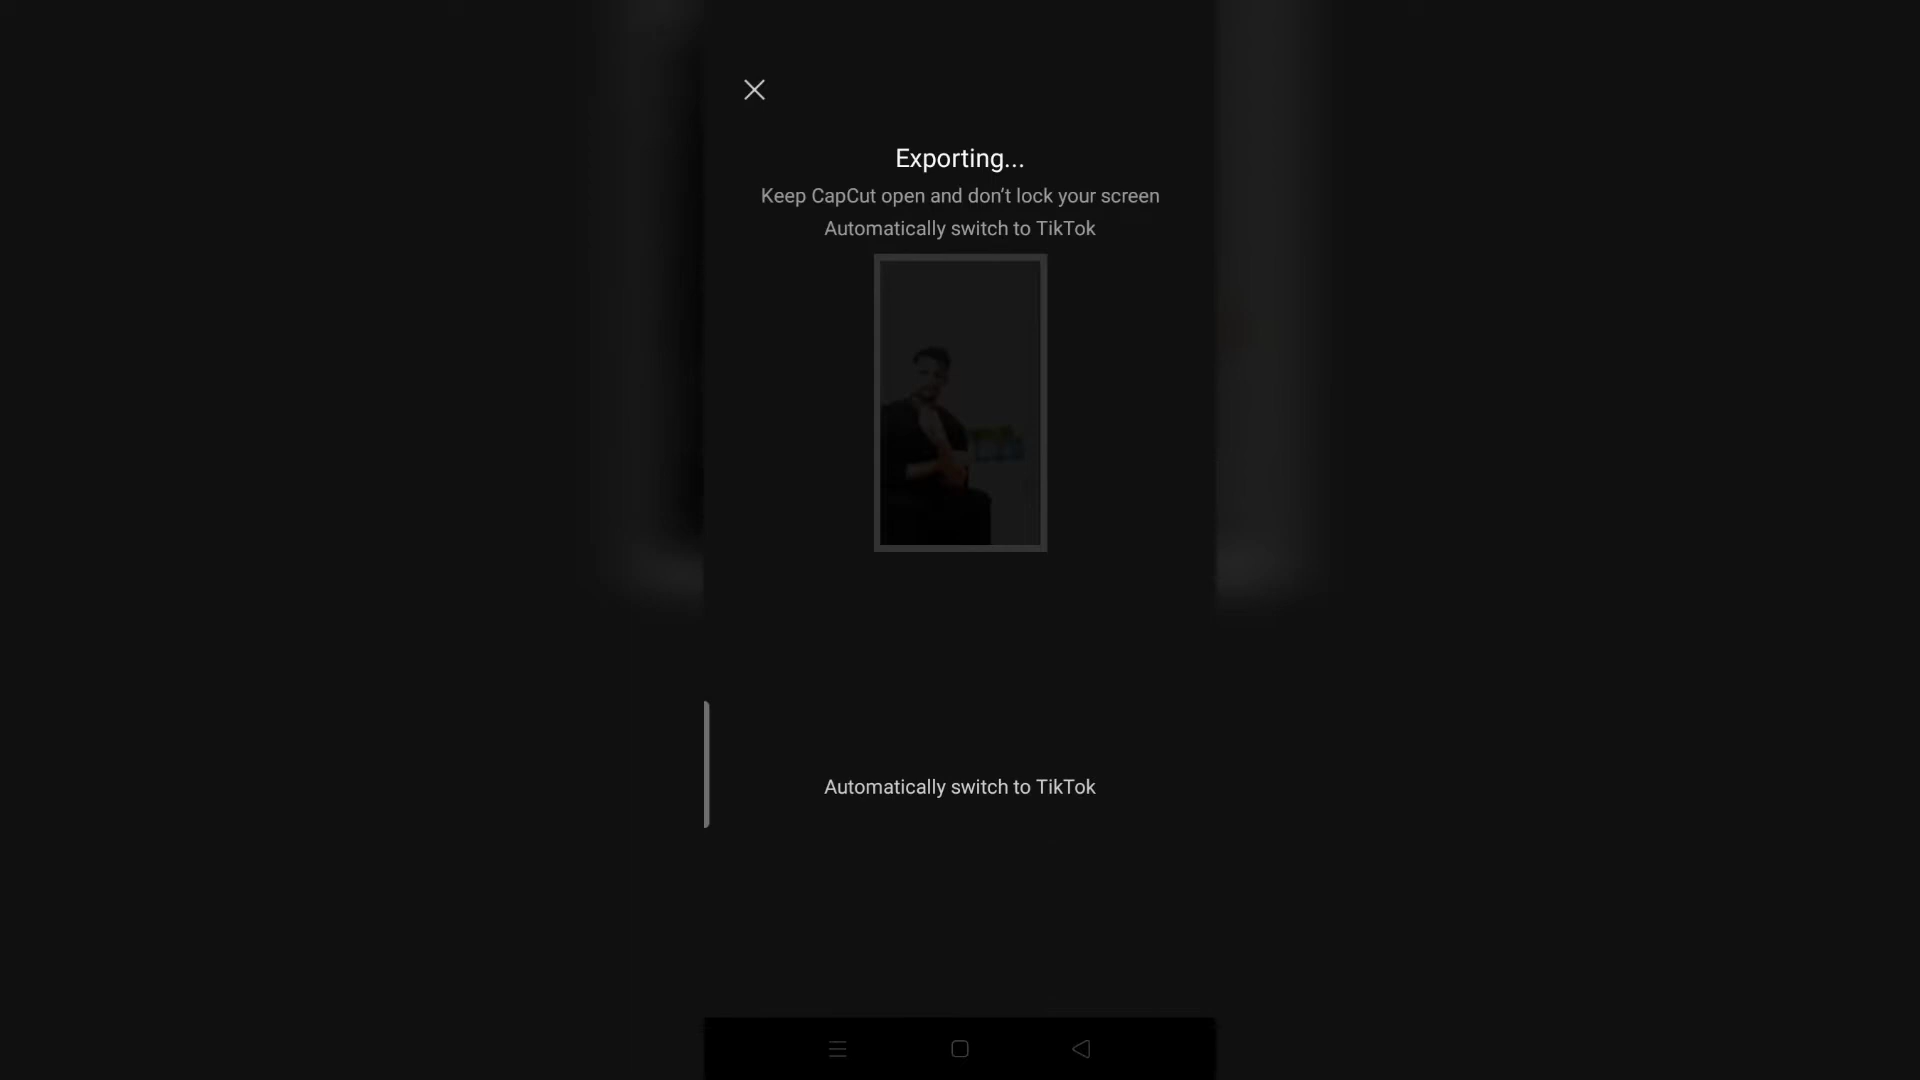 Exporting...
Keep CapCut open and don’t lock your screen
Automatically switch to TikTok
Automatically switch to TikTok